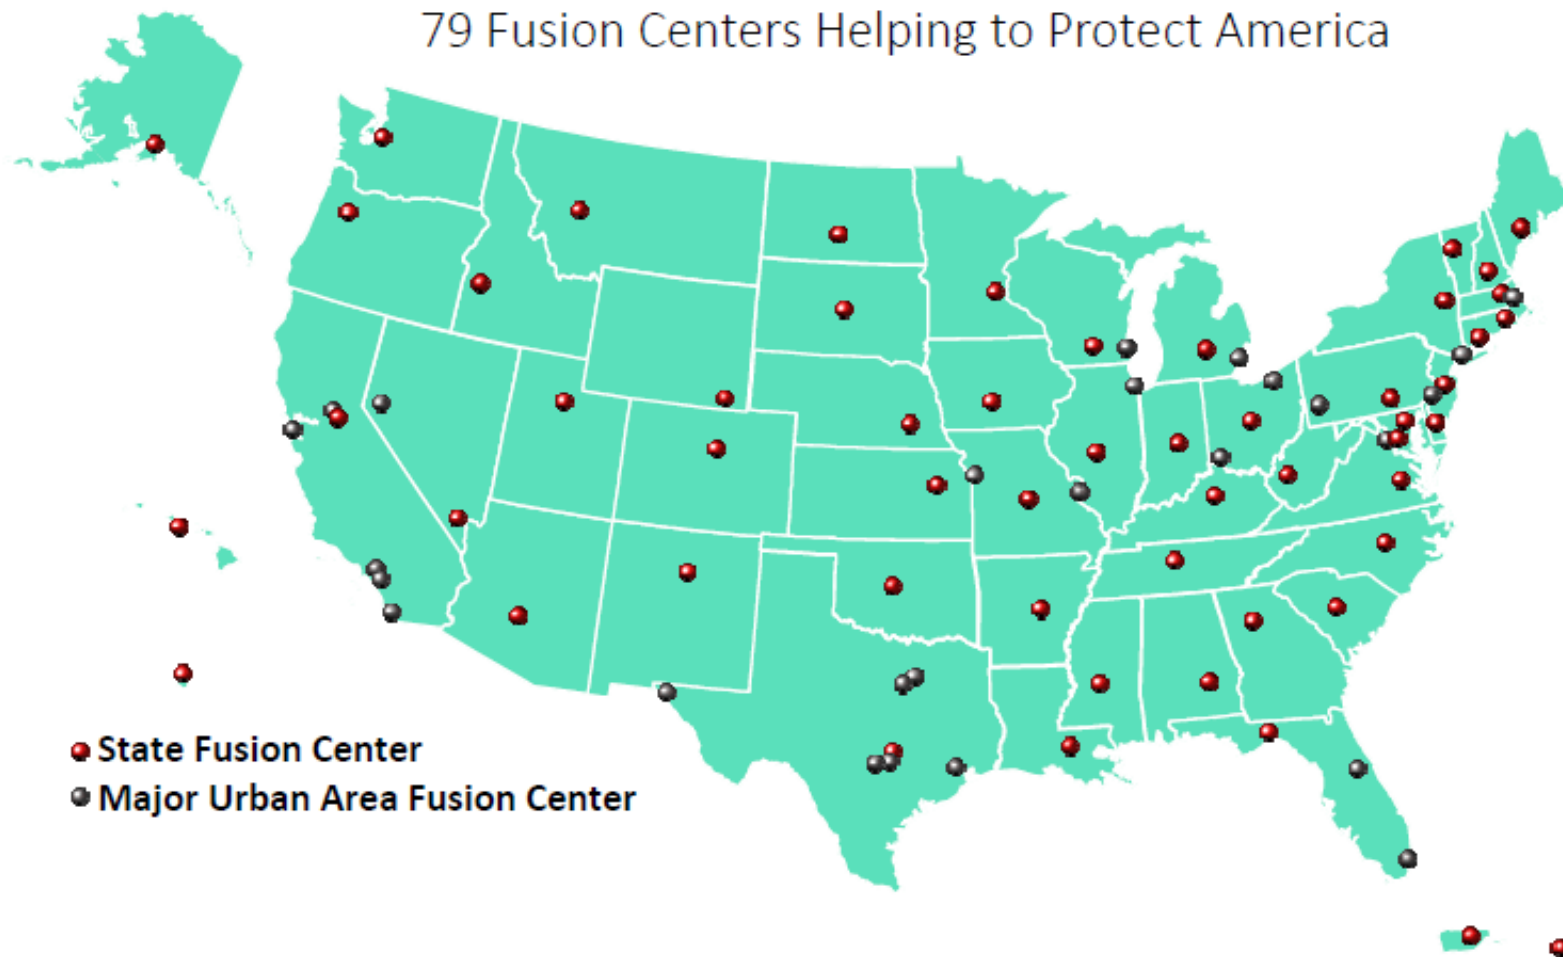 79 Fusion Centers Helping to Protect America
State Fusion Center
Major Urban Area Fusion Center